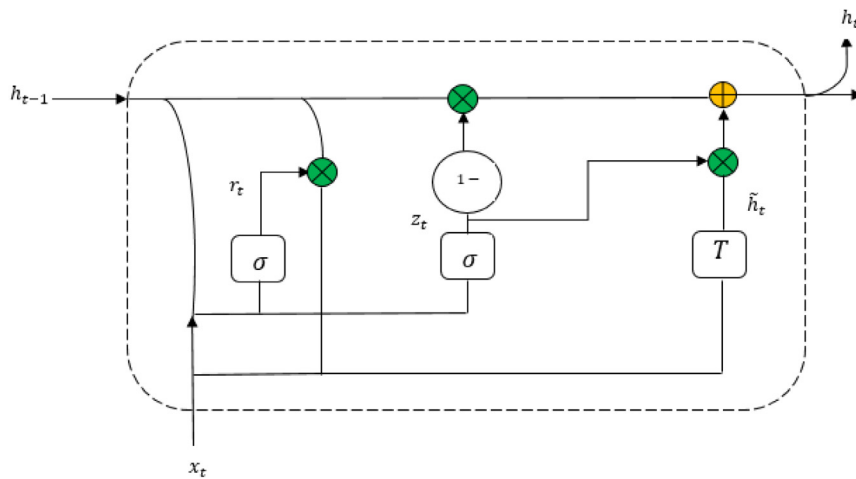 h_t
h_{t-1}
1 −
r_t
z_t
h̃_t
σ
σ
T
x_t